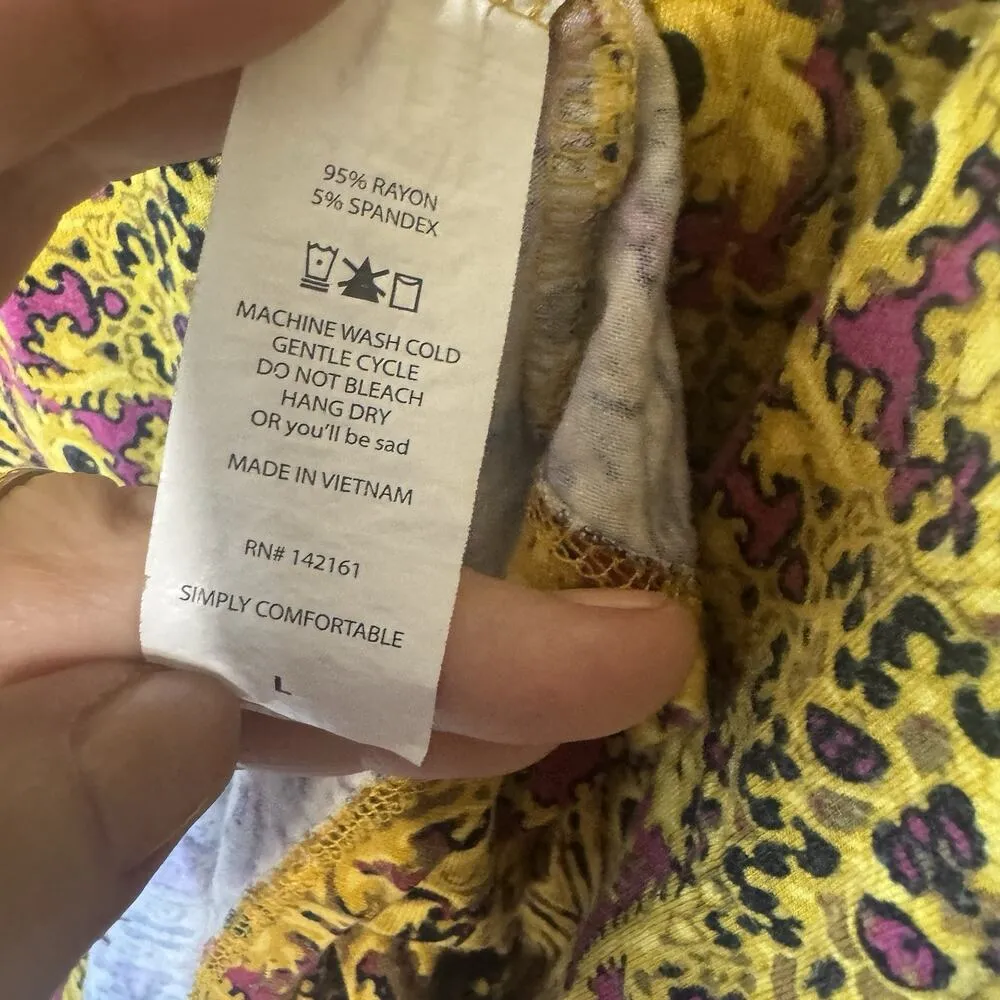 95% RAYON
5% SPANDEX
MACHINE WASH COLD
GENTLE CYCLE
DO NOT BLEACH
HANG DRY
OR you'll be sad
MADE IN VIETNAM
RN# 142161
SIMPLY COMFORTABLE
L